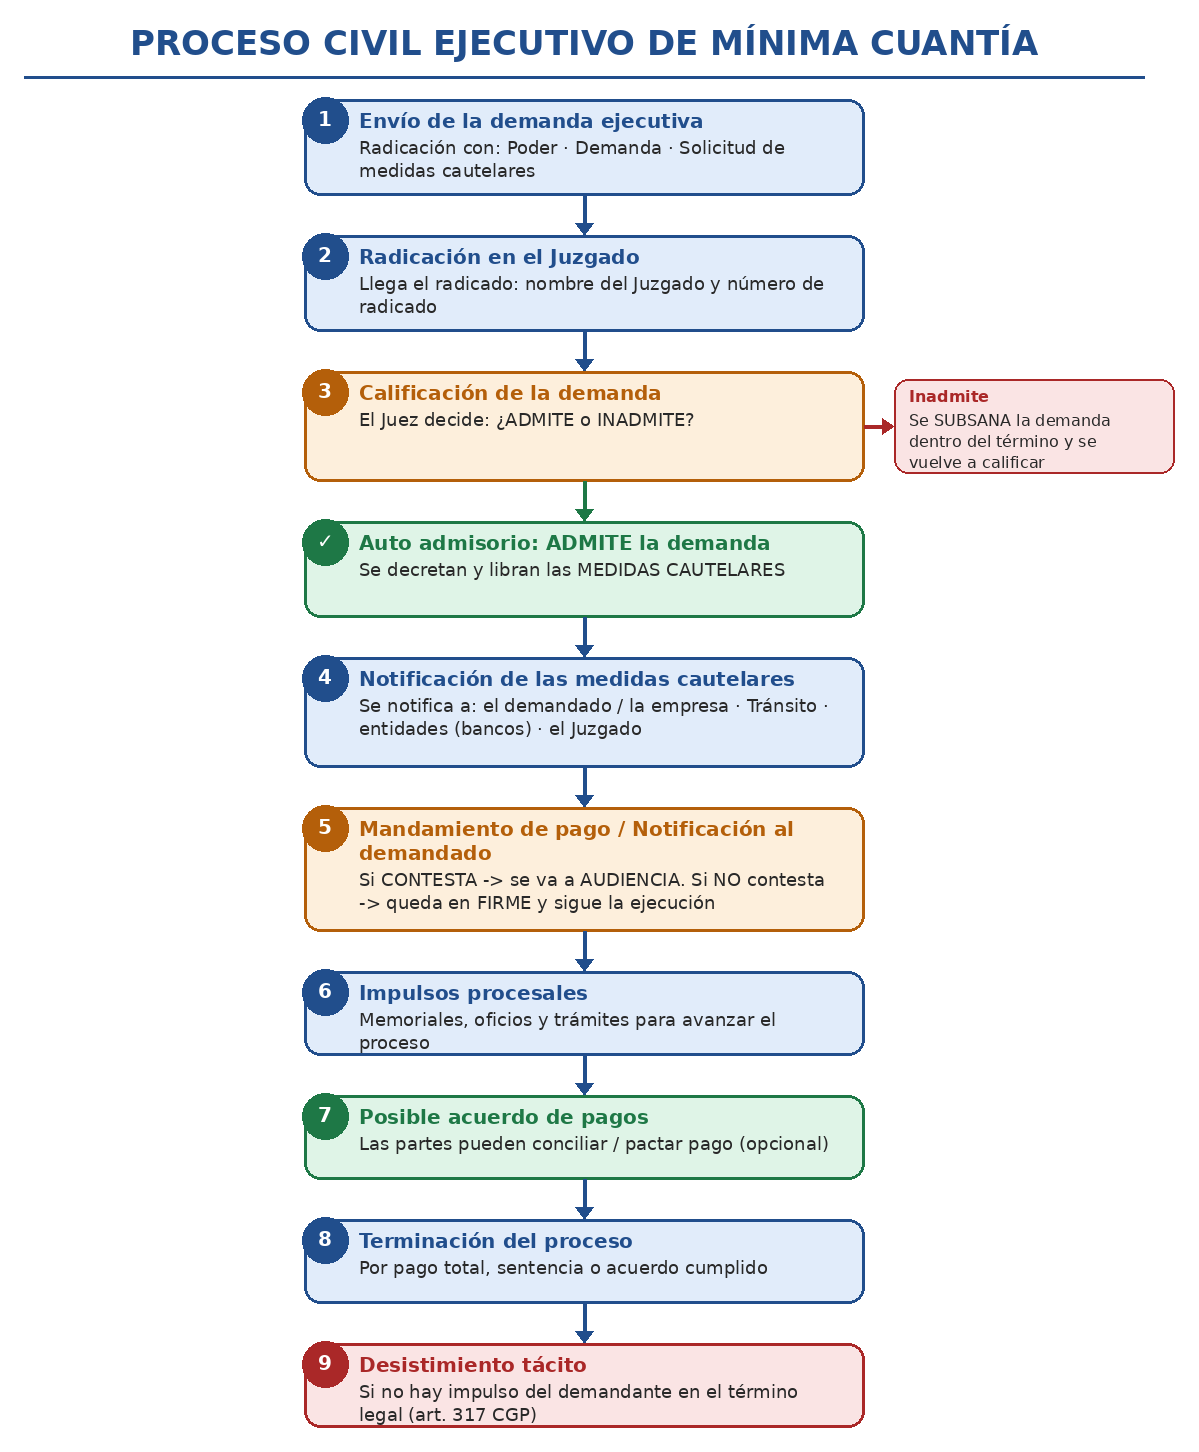 PROCESO CIVIL EJECUTIVO DE MÍNIMA CUANTÍA
1
Envío de la demanda ejecutiva
Radicación con: Poder · Demanda · Solicitud de
medidas cautelares
2
Radicación en el Juzgado
Llega el radicado: nombre del Juzgado y número de
radicado
3
Calificación de la demanda
El Juez decide: ¿ADMITE o INADMITE?
Inadmite
Se SUBSANA la demanda
dentro del término y se
vuelve a calificar
✓
Auto admisorio: ADMITE la demanda
Se decretan y libran las MEDIDAS CAUTELARES
4
Notificación de las medidas cautelares
Se notifica a: el demandado / la empresa · Tránsito ·
entidades (bancos) · el Juzgado
5
Mandamiento de pago / Notificación al
demandado
Si CONTESTA -> se va a AUDIENCIA. Si NO contesta
-> queda en FIRME y sigue la ejecución
6
Impulsos procesales
Memoriales, oficios y trámites para avanzar el
proceso
7
Posible acuerdo de pagos
Las partes pueden conciliar / pactar pago (opcional)
8
Terminación del proceso
Por pago total, sentencia o acuerdo cumplido
9
Desistimiento tácito
Si no hay impulso del demandante en el término
legal (art. 317 CGP)